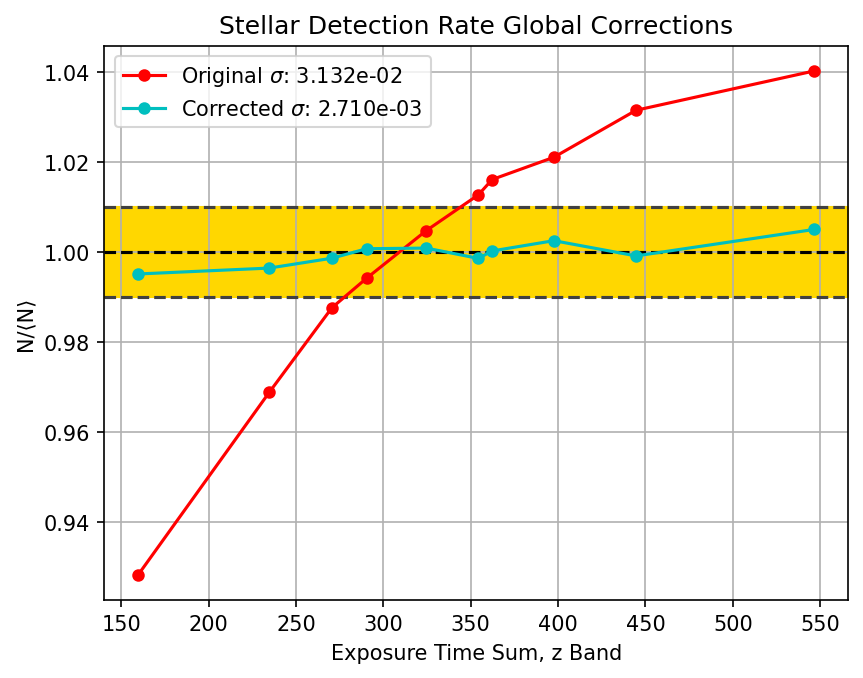 Stellar Detection Rate Global Corrections
Original σ: 3.132e-02
Corrected σ: 2.710e-03
1.04
1.02
1.00
0.98
0.96
0.94
N/⟨N⟩
150 200 250 300 350 400 450 500 550
Exposure Time Sum, z Band